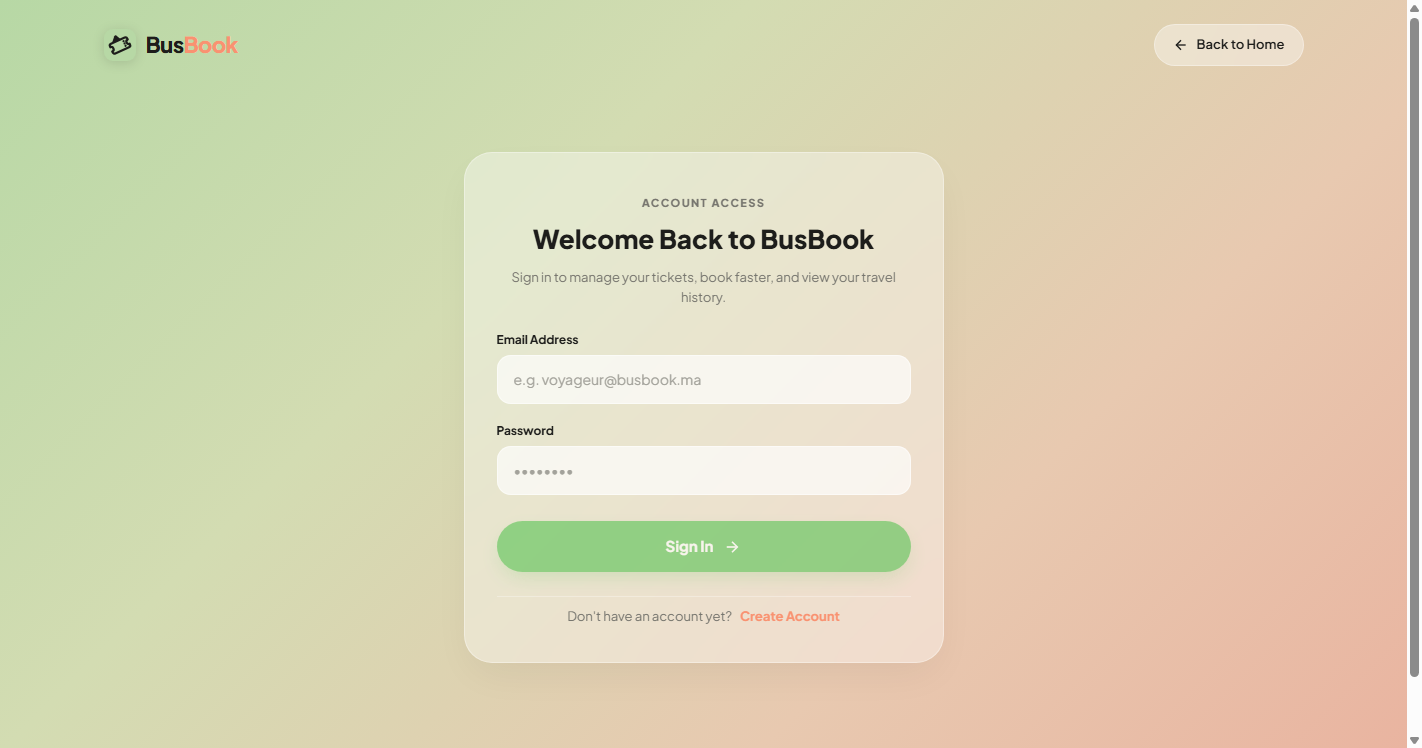 BusBook
Back to Home
ACCOUNT ACCESS
Welcome Back to BusBook
Sign in to manage your tickets, book faster, and view your travel
history.
Email Address
e.g. voyageur@busbook.ma
Password
••••••••
Sign In
Don't have an account yet? Create Account